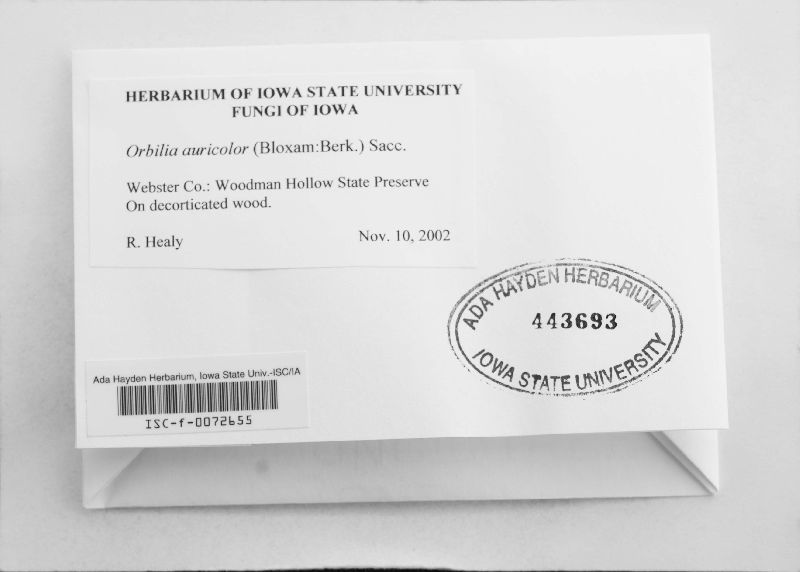 HERBARIUM OF IOWA STATE UNIVERSITY
FUNGI OF IOWA
Orbilia auricolor (Bloxam:Berk.) Sacc.
Webster Co.: Woodman Hollow State Preserve
On decorticated wood.
R. Healy
Nov. 10, 2002
ADA HAYDEN HERBARIUM
443693
IOWA STATE UNIVERSITY
Ada Hayden Herbarium, Iowa State Univ.-ISC/IA
ISC-f-0072655